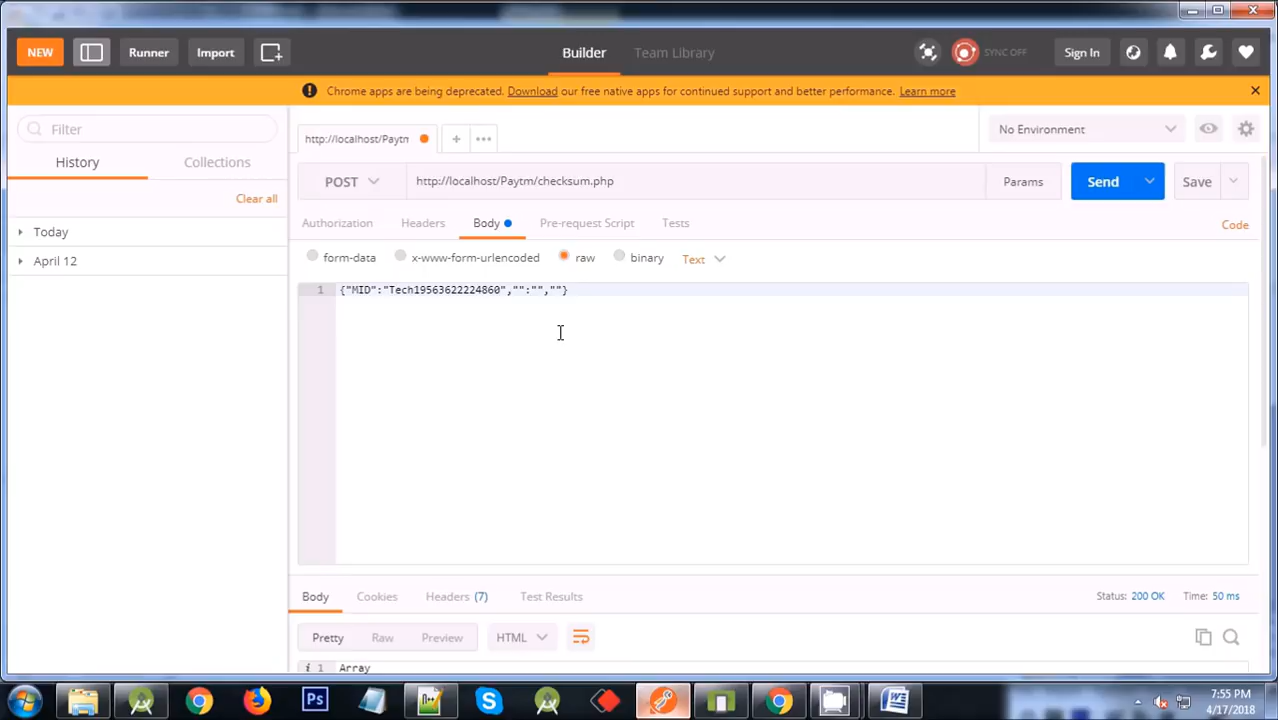 NEW Runner Import Builder Team Library SYNC OFF Sign In
Chrome apps are being deprecated. Download our free native apps for continued support and better performance. Learn more
Filter
History Collections
Clear all
Today
April 12
http://localhost/Paytm
No Environment
POST http://localhost/Paytm/checksum.php Params Send Save
Authorization Headers Body Pre-request Script Tests Code
form-data x-www-form-urlencoded raw binary Text
1 {"MID":"Tech19563622224860","":"",""}
Body Cookies Headers (7) Test Results Status: 200 OK Time: 50 ms
Pretty Raw Preview HTML
i 1 Array
7:55 PM
4/17/2018